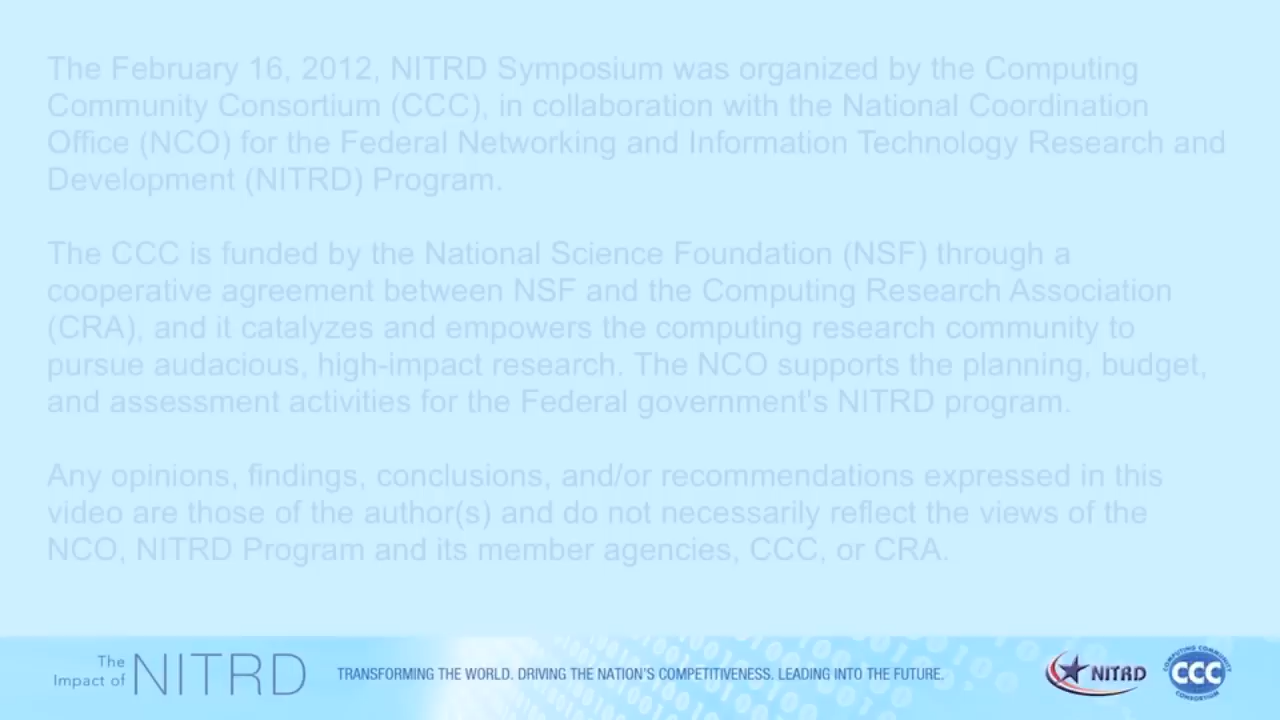 The February 16, 2012, NITRD Symposium was organized by the Computing
Community Consortium (CCC), in collaboration with the National Coordination
Office (NCO) for the Federal Networking and Information Technology Research and
Development (NITRD) Program.
The CCC is funded by the National Science Foundation (NSF) through a
cooperative agreement between NSF and the Computing Research Association
(CRA), and it catalyzes and empowers the computing research community to
pursue audacious, high-impact research. The NCO supports the planning, budget,
and assessment activities for the Federal government's NITRD program.
Any opinions, findings, conclusions, and/or recommendations expressed in this
video are those of the author(s) and do not necessarily reflect the views of the
NCO, NITRD Program and its member agencies, CCC, or CRA.
The
Impact of NITRD
TRANSFORMING THE WORLD. DRIVING THE NATION'S COMPETITIVENESS. LEADING INTO THE FUTURE.
NITRD
COMPUTING COMMUNITY
CCC
CONSORTIUM